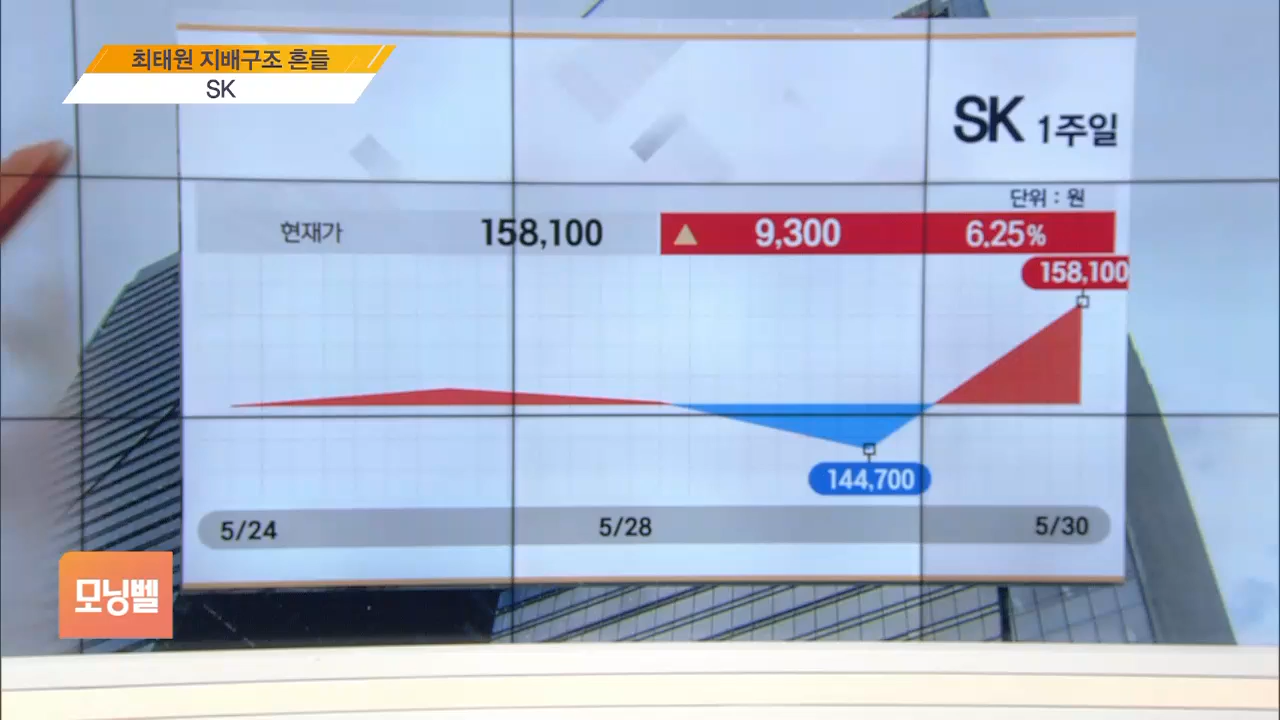 최태원 지배구조 흔들
SK
SK 1주일
단위 : 원
현재가 158,100 ▲ 9,300 6.25%
158,100
144,700
5/24 5/28 5/30
모닝벨